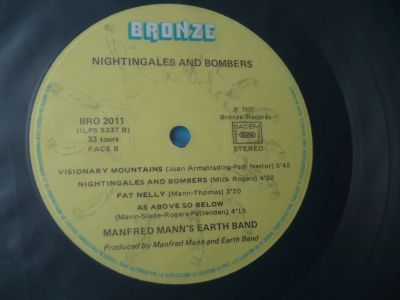 BRONZE
NIGHTINGALES AND BOMBERS
BRO 2011
(ILPS 9337 B)
33 tours
FACE B
℗ 1975
Bronze Records
SACEM
STEREO
VISIONARY MOUNTAINS (Joan Armatrading-Pam Nestor) 5'42
NIGHTINGALES AND BOMBERS (Mick Rogers) 4'52
FAT NELLY (Mann-Thomas) 3'20
AS ABOVE SO BELOW
(Mann-Slade-Rogers-Pattenden) 4'15
MANFRED MANN'S EARTH BAND
Produced by Manfred Mann and Earth Band